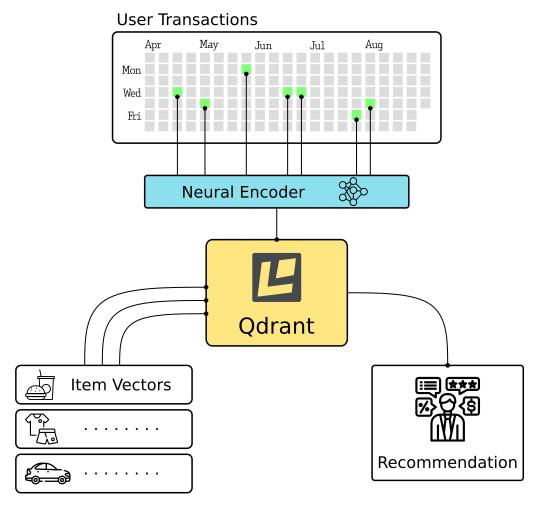 User Transactions
Apr May Jun Jul Aug
Mon
Wed
Fri
Neural Encoder
Qdrant
Item Vectors
. . . . . . . .
. . . . . . . .
Recommendation